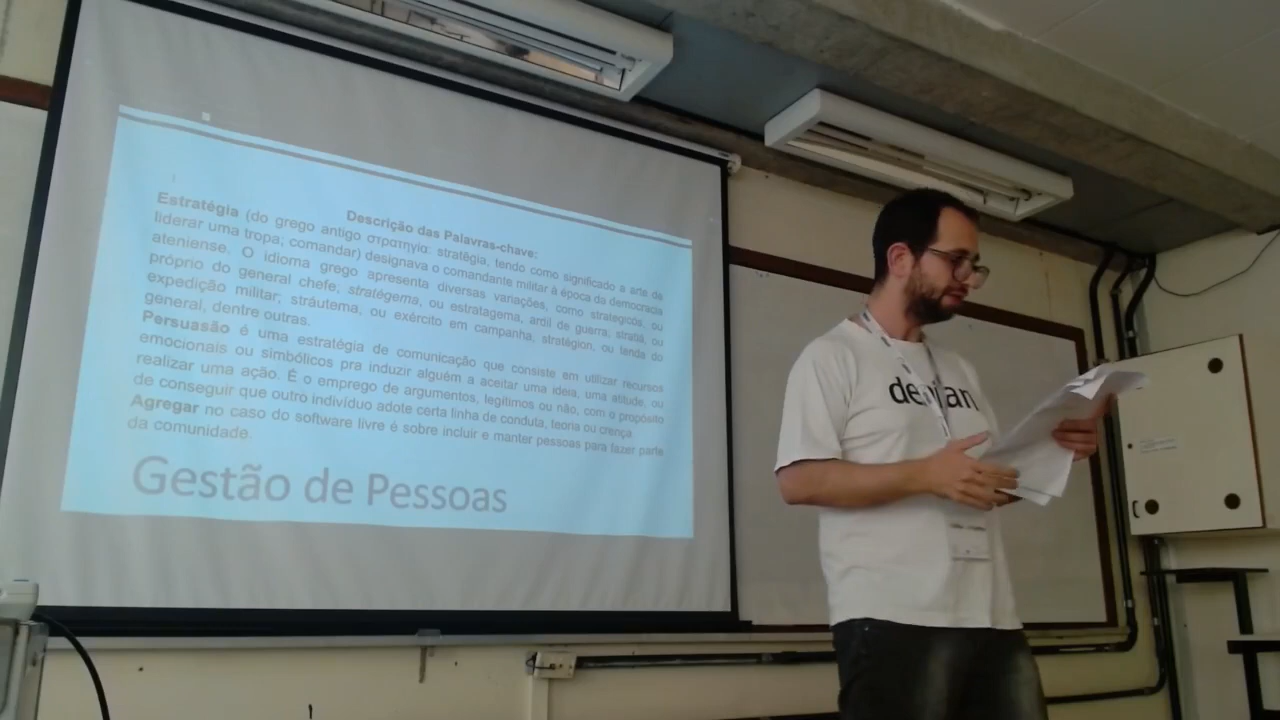 Descrição das Palavras-chave:
Estratégia (do grego antigo στρατηγία: stratēgia, tendo como significado a arte de
liderar uma tropa; comandar) designava o comandante militar à época da democracia
ateniense. O idioma grego apresenta diversas variações, como strategicós, ou
próprio do general chefe; stratégema, ou estratagema, ardil de guerra; stratiá, ou
expedição militar; stráutema, ou exército em campanha; stratégion, ou tenda do
general, dentre outras.
Persuasão é uma estratégia de comunicação que consiste em utilizar recursos
emocionais ou simbólicos pra induzir alguém a aceitar uma ideia, uma atitude, ou
realizar uma ação. É o emprego de argumentos, legítimos ou não, com o propósito
de conseguir que outro indivíduo adote certa linha de conduta, teoria ou crença.
Agregar no caso do software livre é sobre incluir e manter pessoas para fazer parte
da comunidade.
Gestão de Pessoas
debian